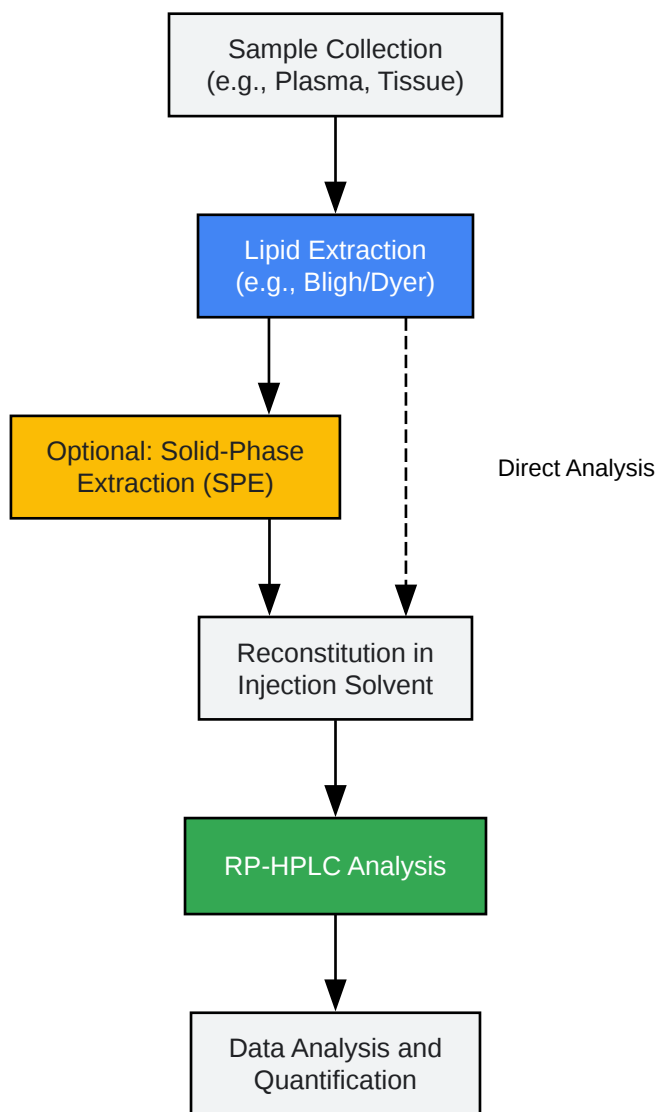 Sample Collection
(e.g., Plasma, Tissue)
Lipid Extraction
(e.g., Bligh/Dyer)
Optional: Solid-Phase
Extraction (SPE)
Direct Analysis
Reconstitution in
Injection Solvent
RP-HPLC Analysis
Data Analysis and
Quantification